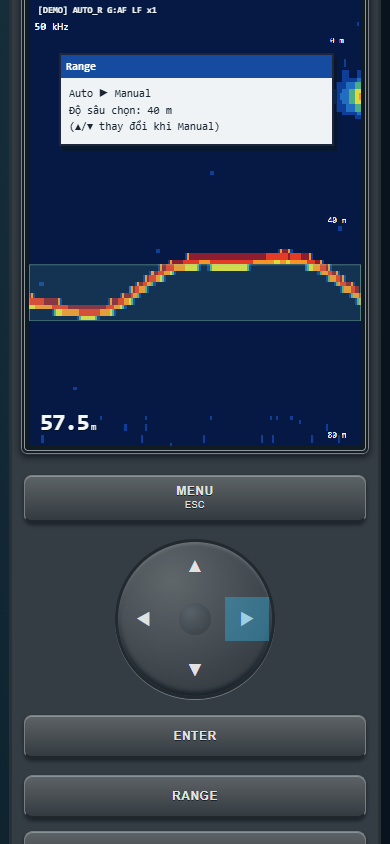 [DEMO] AUTO_R G:AF LF x1
50 kHz
0 m
Range
Auto ► Manual
Độ sâu chọn: 40 m
(▲/▼ thay đổi khi Manual)
40 m
57.5m
80 m
MENU
ESC
ENTER
RANGE